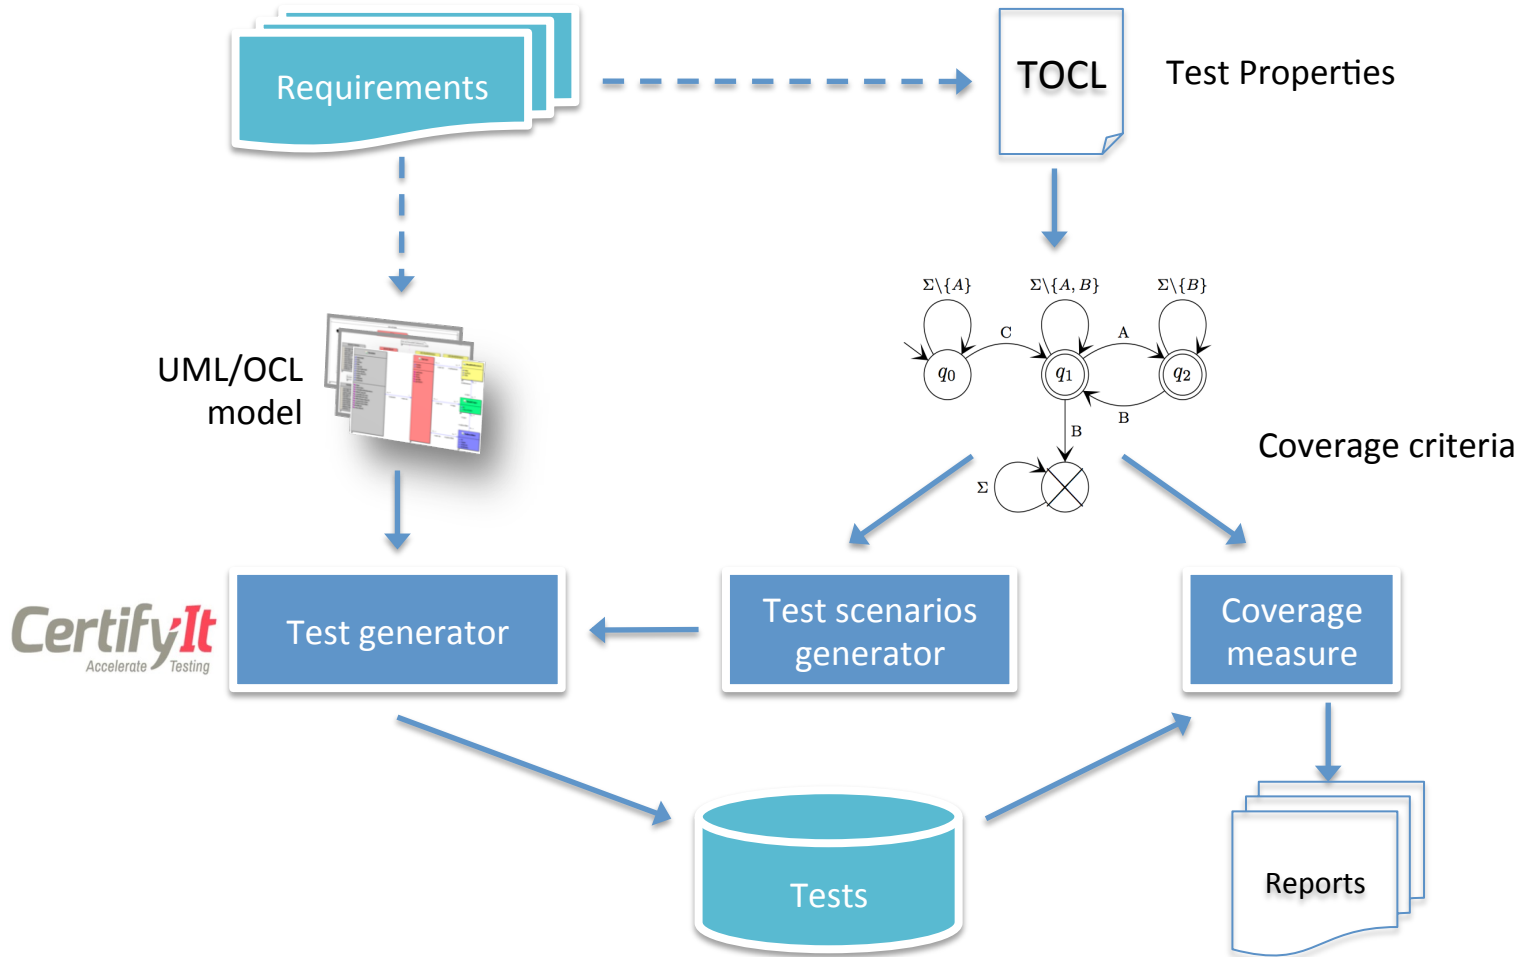 Requirements
TOCL
Test Properties
Σ\{A}
Σ\{A, B}
Σ\{B}
C
A
q₀
q₁
q₂
B
B
Σ
UML/OCL
model
Coverage criteria
CertifyIt
Accelerate Testing
Test generator
Test scenarios
generator
Coverage
measure
Tests
Reports